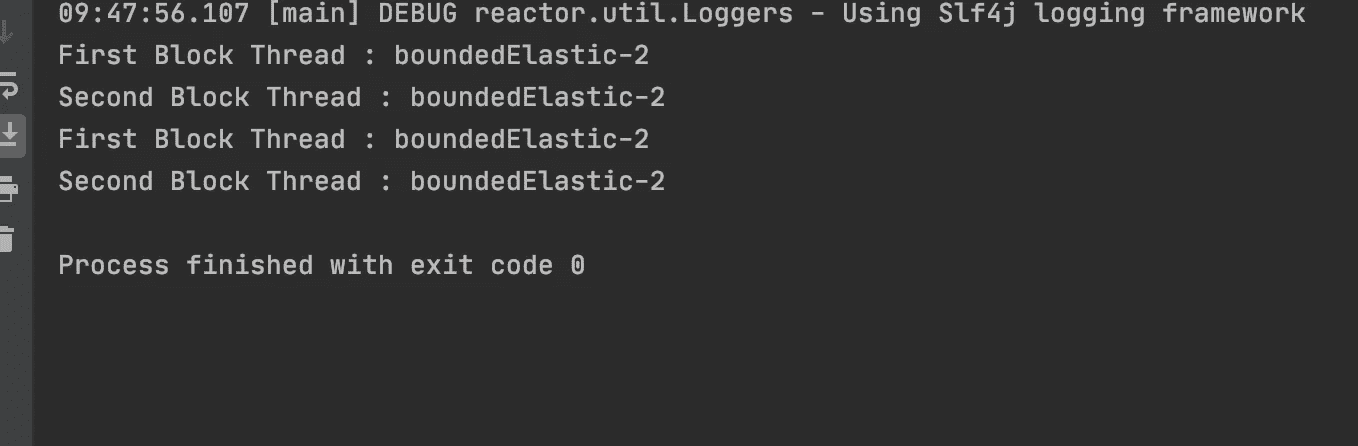 09:47:56.107 [main] DEBUG reactor.util.Loggers - Using Slf4j logging framework
First Block Thread : boundedElastic-2
Second Block Thread : boundedElastic-2
First Block Thread : boundedElastic-2
Second Block Thread : boundedElastic-2
Process finished with exit code 0